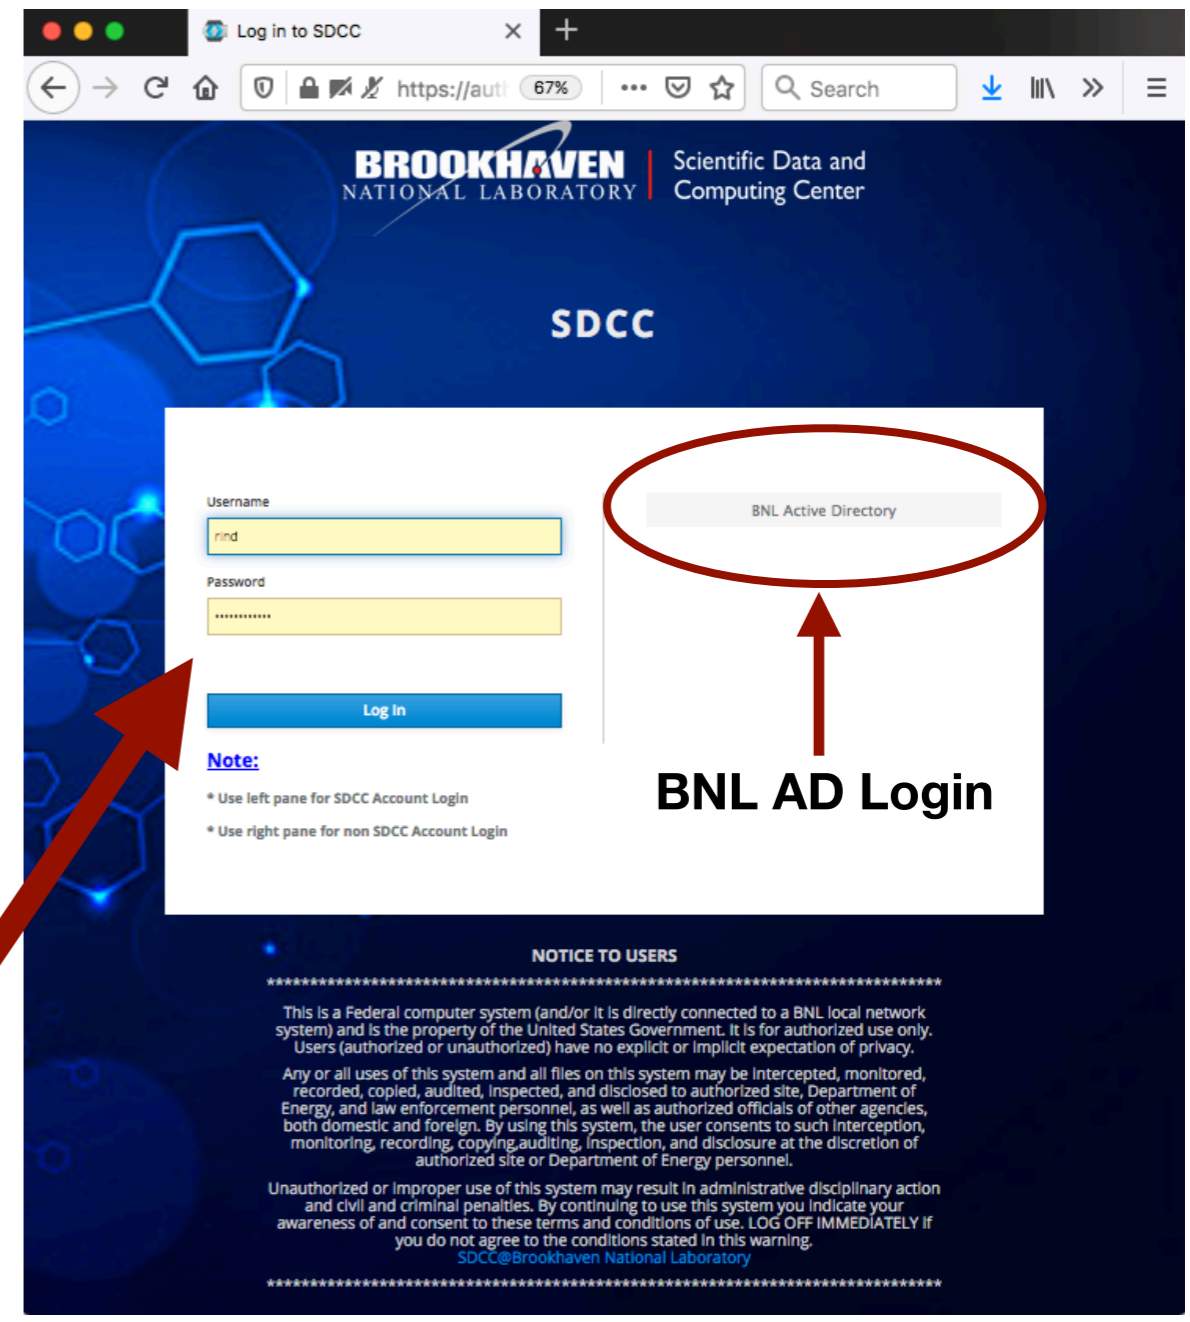 Log in to SDCC
https://auth 67%
Search
BROOKHAVEN
NATIONAL LABORATORY
Scientific Data and
Computing Center
SDCC
Username
rind
Password
••••••••••••
Log In
Note:
* Use left pane for SDCC Account Login
* Use right pane for non SDCC Account Login
BNL Active Directory
BNL AD Login
NOTICE TO USERS
******************************************************************************
This is a Federal computer system (and/or it is directly connected to a BNL local network
system) and is the property of the United States Government. It is for authorized use only.
Users (authorized or unauthorized) have no explicit or implicit expectation of privacy.
Any or all uses of this system and all files on this system may be intercepted, monitored,
recorded, copied, audited, inspected, and disclosed to authorized site, Department of
Energy, and law enforcement personnel, as well as authorized officials of other agencies,
both domestic and foreign. By using this system, the user consents to such interception,
monitoring, recording, copying,auditing, inspection, and disclosure at the discretion of
authorized site or Department of Energy personnel.
Unauthorized or improper use of this system may result in administrative disciplinary action
and civil and criminal penalties. By continuing to use this system you indicate your
awareness of and consent to these terms and conditions of use. LOG OFF IMMEDIATELY if
you do not agree to the conditions stated in this warning.
SDCC@Brookhaven National Laboratory
******************************************************************************